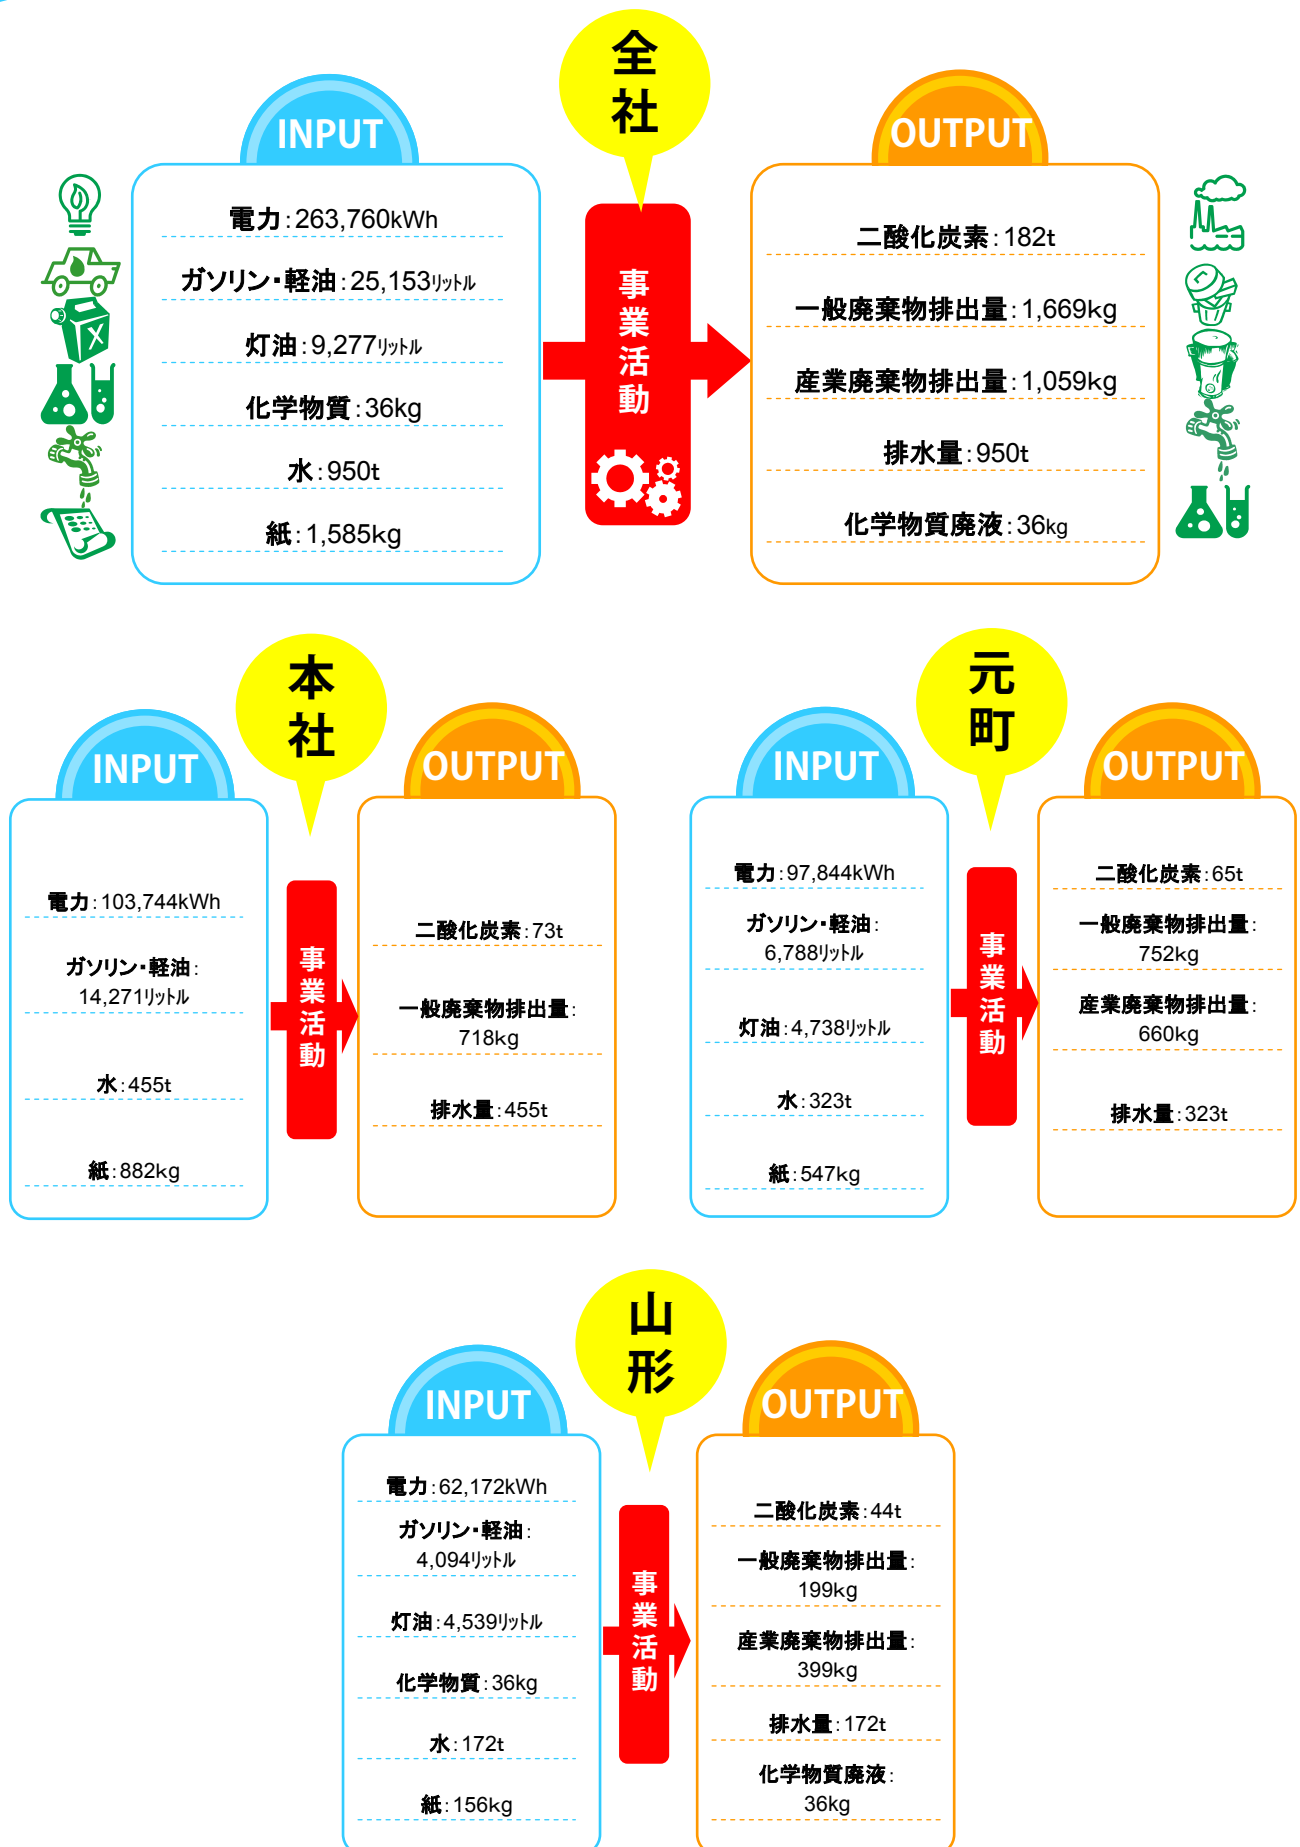 全社
INPUT
電力：263,760kWh
ガソリン・軽油：25,153リットル
灯油：9,277リットル
化学物質：36kg
水：950t
紙：1,585kg
事業活動
OUTPUT
二酸化炭素：182t
一般廃棄物排出量：1,669kg
産業廃棄物排出量：1,059kg
排水量：950t
化学物質廃液：36kg
本社
INPUT
電力：103,744kWh
ガソリン・軽油：
14,271リットル
水：455t
紙：882kg
事業活動
OUTPUT
二酸化炭素：73t
一般廃棄物排出量：
718kg
排水量：455t
元町
INPUT
電力：97,844kWh
ガソリン・軽油：
6,788リットル
灯油：4,738リットル
水：323t
紙：547kg
事業活動
OUTPUT
二酸化炭素：65t
一般廃棄物排出量：
752kg
産業廃棄物排出量：
660kg
排水量：323t
山形
INPUT
電力：62,172kWh
ガソリン・軽油：
4,094リットル
灯油：4,539リットル
化学物質：36kg
水：172t
紙：156kg
事業活動
OUTPUT
二酸化炭素：44t
一般廃棄物排出量：
199kg
産業廃棄物排出量：
399kg
排水量：172t
化学物質廃液：
36kg